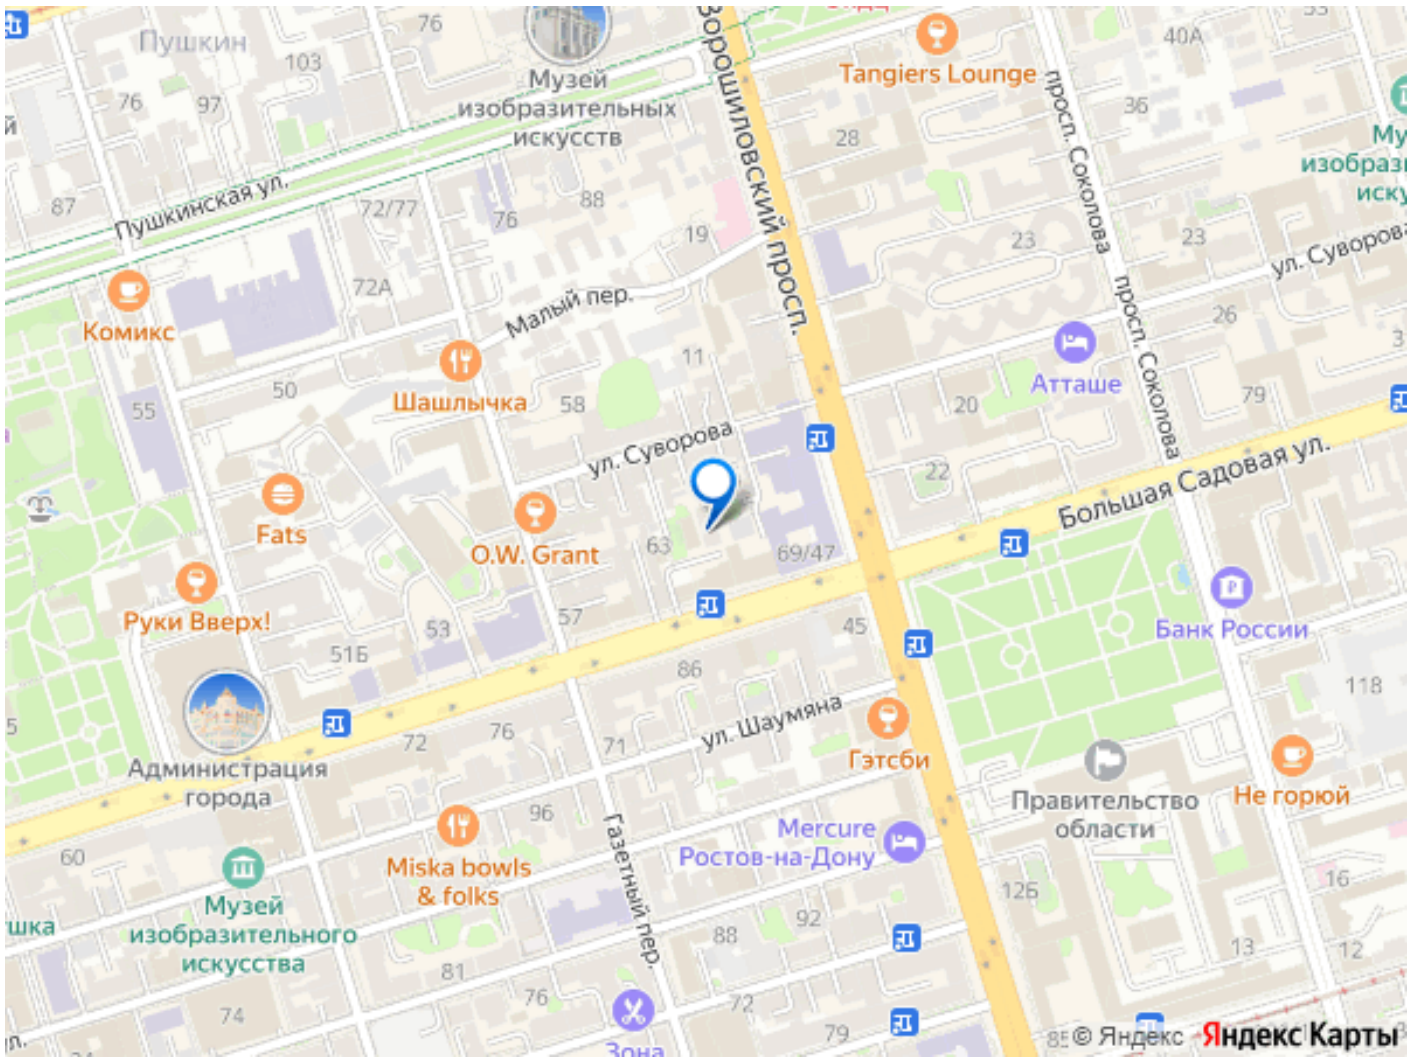 Пушкин
76
103
76
97
Музей
изобразительных
искусств
Ворошиловский просп.
Tangiers Lounge
40А
36
28
просп. Соколова
Пушкинская ул.
87
72/77
76
88
19
23
23
ул. Суворова
Комикс
72А
Малый пер.
просп. Соколова
26
Шашлычка
50
55
58
11
Атташе
79
20
ул. Суворова
22
Большая Садовая ул.
Fats
O.W. Grant
63
69/47
Руки Вверх!
53
57
45
Банк России
51Б
86
118
ул. Шаумяна
Администрация
города
72
76
71
Гэтсби
Правительство
области
Не горюй
60
96
Газетный пер.
Mercure
Ростов-на-Дону
Miska bowls
& folks
Музей
изобразительного
искусства
126
16
92
88
13
12
81
76
72
74
79
Зона
© Яндекс Яндекс Карты